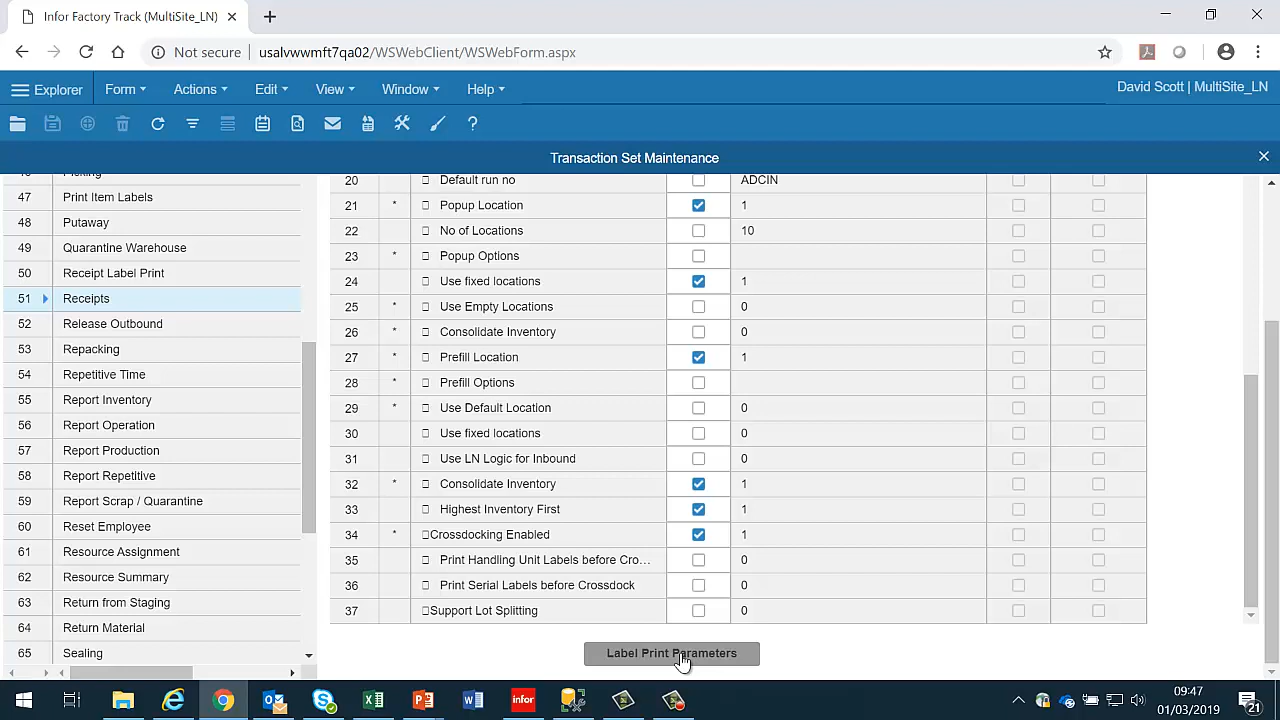 Infor Factory Track (MultiSite_LN)
Not secure
usalvwwmft7qa02/WSWebClient/WSWebForm.aspx
Explorer
Form
Actions
Edit
View
Window
Help
David Scott | MultiSite_LN
Transaction Set Maintenance
47 Print Item Labels
48 Putaway
49 Quarantine Warehouse
50 Receipt Label Print
51 Receipts
52 Release Outbound
53 Repacking
54 Repetitive Time
55 Report Inventory
56 Report Operation
57 Report Production
58 Report Repetitive
59 Report Scrap / Quarantine
60 Reset Employee
61 Resource Assignment
62 Resource Summary
63 Return from Staging
64 Return Material
65 Sealing
20 Default run no ADCIN
21 * Popup Location 1
22 No of Locations 10
23 * Popup Options
24 Use fixed locations 1
25 * Use Empty Locations 0
26 * Consolidate Inventory 0
27 * Prefill Location 1
28 * Prefill Options
29 * Use Default Location 0
30 Use fixed locations 0
31 Use LN Logic for Inbound 0
32 * Consolidate Inventory 1
33 Highest Inventory First 1
34 * Crossdocking Enabled 1
35 Print Handling Unit Labels before Cro... 0
36 Print Serial Labels before Crossdock 0
37 Support Lot Splitting 0
Label Print Parameters
infor
09:47
01/03/2019
21